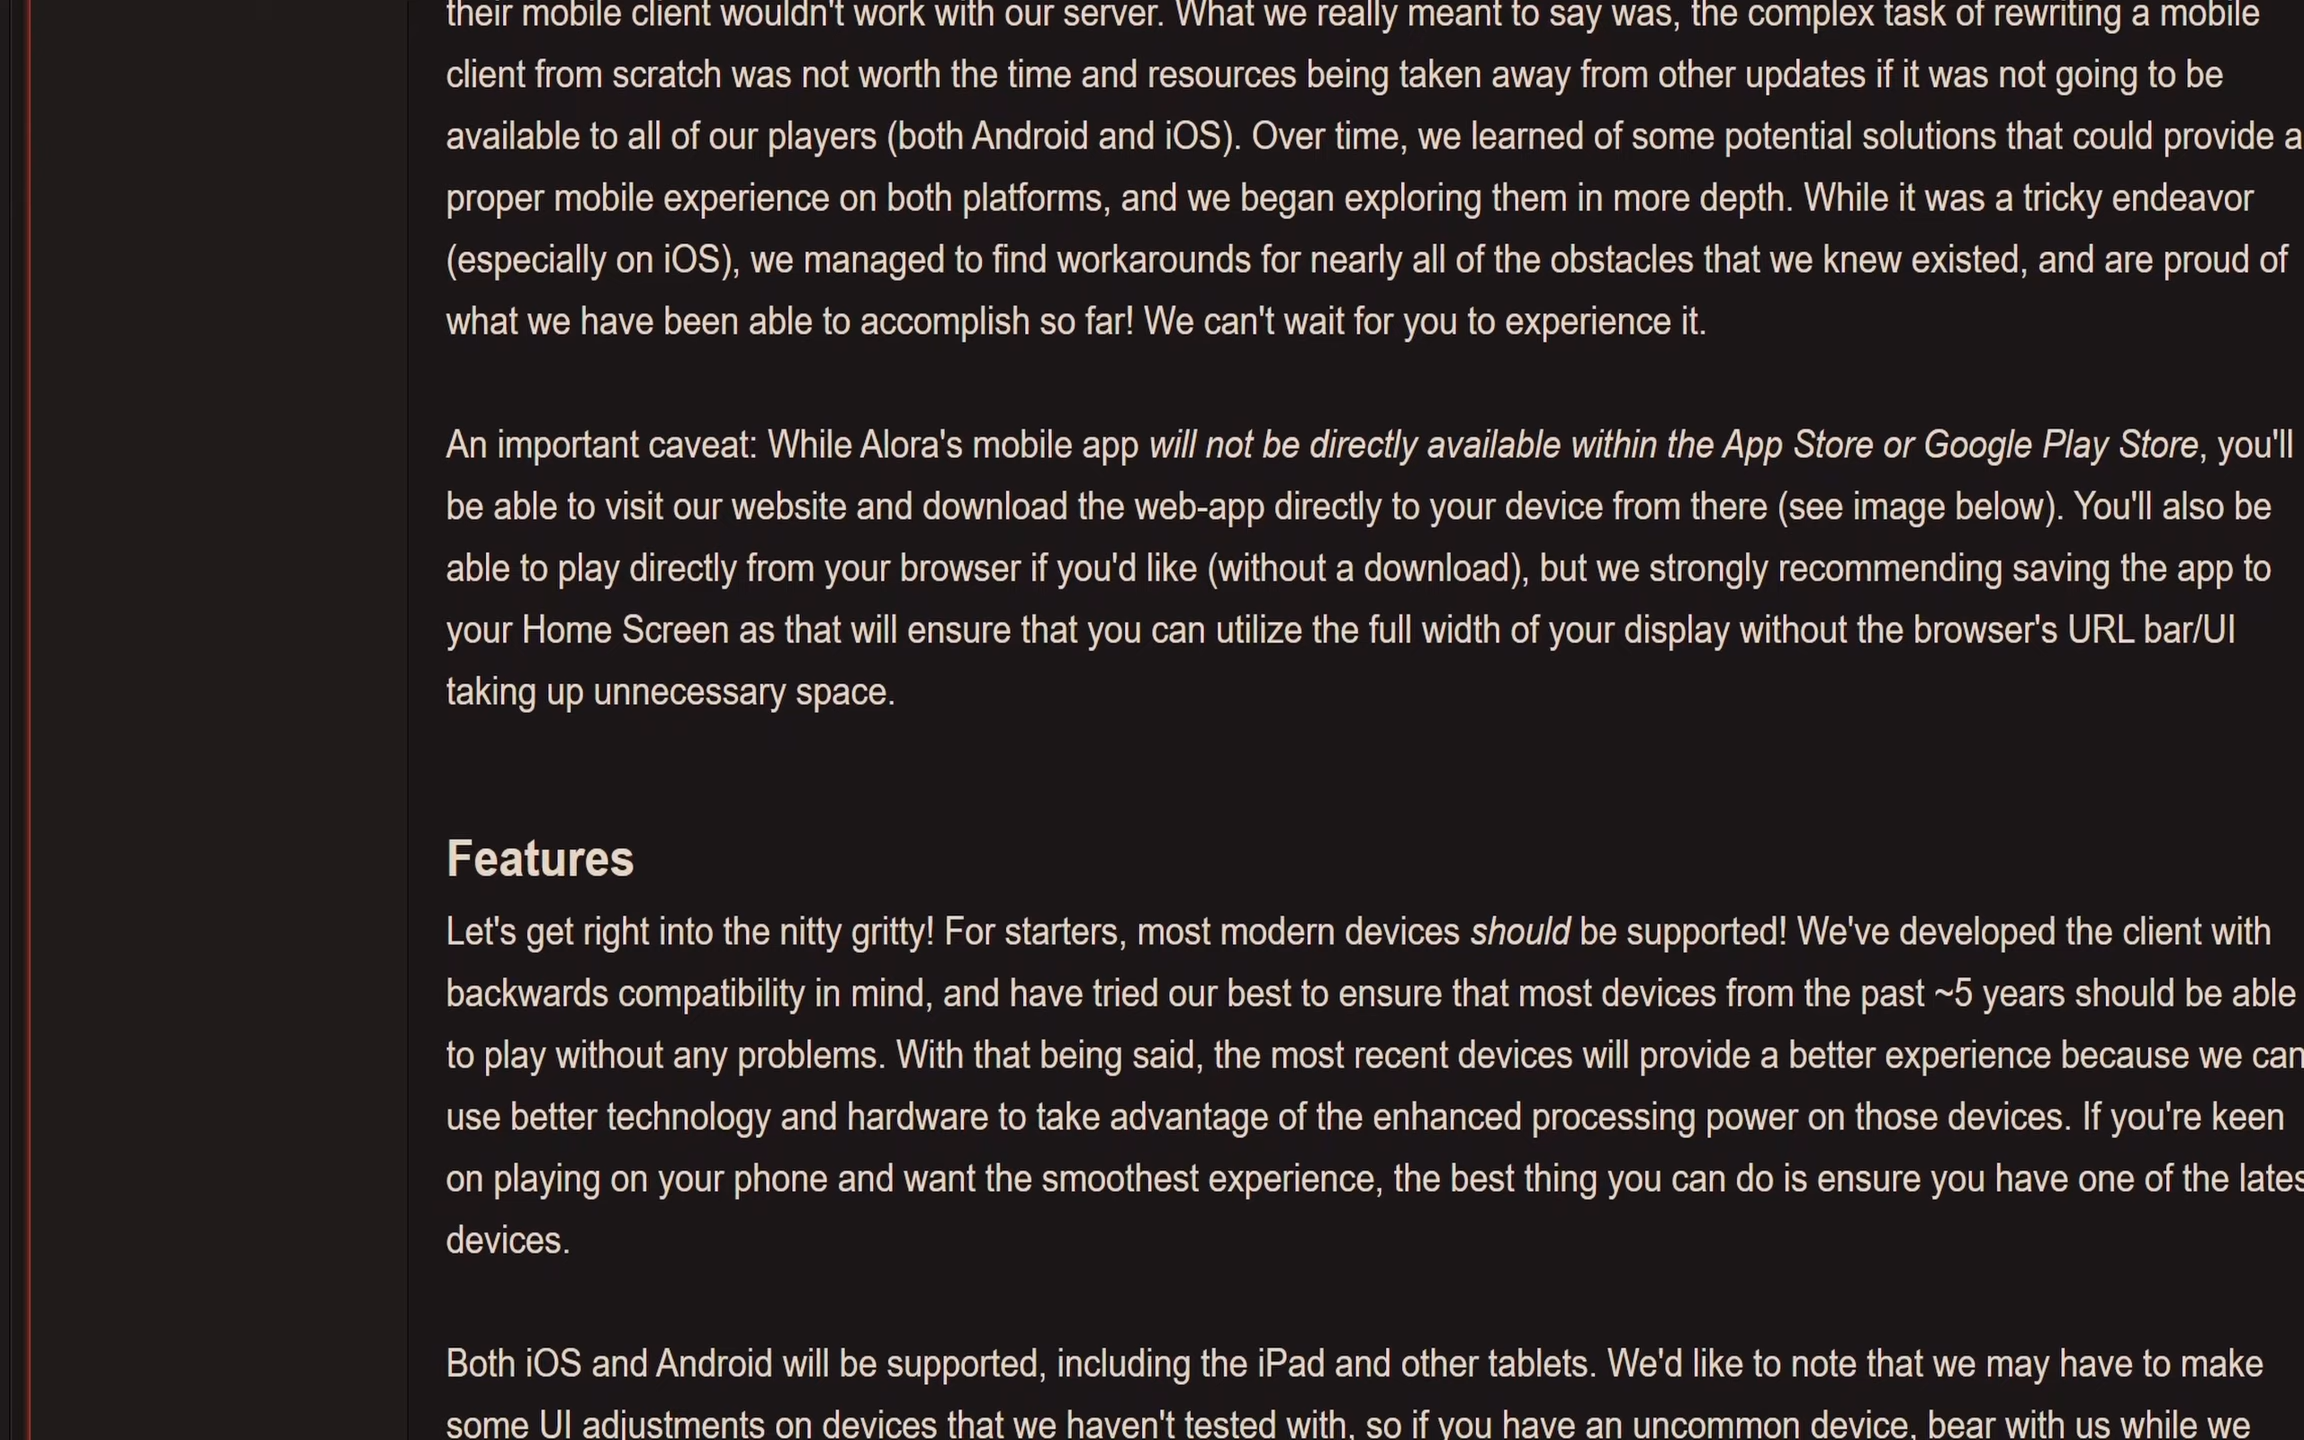 their mobile client wouldn't work with our server. What we really meant to say was, the complex task of rewriting a mobile
client from scratch was not worth the time and resources being taken away from other updates if it was not going to be
available to all of our players (both Android and iOS). Over time, we learned of some potential solutions that could provide a
proper mobile experience on both platforms, and we began exploring them in more depth. While it was a tricky endeavor
(especially on iOS), we managed to find workarounds for nearly all of the obstacles that we knew existed, and are proud of
what we have been able to accomplish so far! We can't wait for you to experience it.
An important caveat: While Alora's mobile app will not be directly available within the App Store or Google Play Store, you'll
be able to visit our website and download the web-app directly to your device from there (see image below). You'll also be
able to play directly from your browser if you'd like (without a download), but we strongly recommending saving the app to
your Home Screen as that will ensure that you can utilize the full width of your display without the browser's URL bar/UI
taking up unnecessary space.
Features
Let's get right into the nitty gritty! For starters, most modern devices should be supported! We've developed the client with
backwards compatibility in mind, and have tried our best to ensure that most devices from the past ~5 years should be able
to play without any problems. With that being said, the most recent devices will provide a better experience because we can
use better technology and hardware to take advantage of the enhanced processing power on those devices. If you're keen
on playing on your phone and want the smoothest experience, the best thing you can do is ensure you have one of the lates
devices.
Both iOS and Android will be supported, including the iPad and other tablets. We'd like to note that we may have to make
some UI adjustments on devices that we haven't tested with, so if you have an uncommon device, bear with us while we